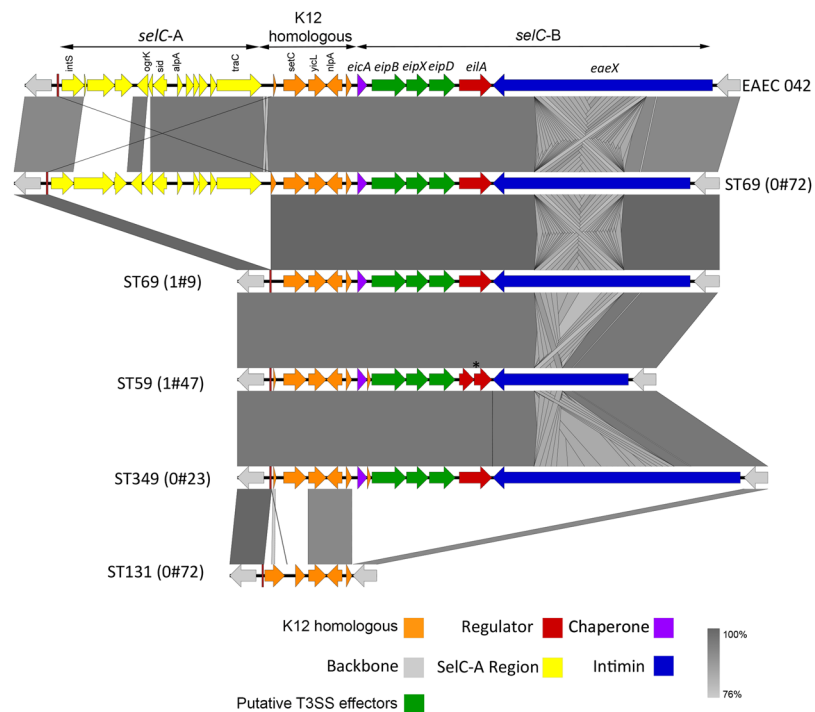 K12
homologous
selC-A
selC-B
intS
ogrK
sid
alpA
traC
setC
yicL
nlpA
eicA eipB eipX eipD eilA eaeX
EAEC 042
ST69 (0#72)
ST69 (1#9)
*
ST59 (1#47)
ST349 (0#23)
ST131 (0#72)
K12 homologous Regulator Chaperone
Backbone SelC-A Region Intimin
Putative T3SS effectors
100%
76%